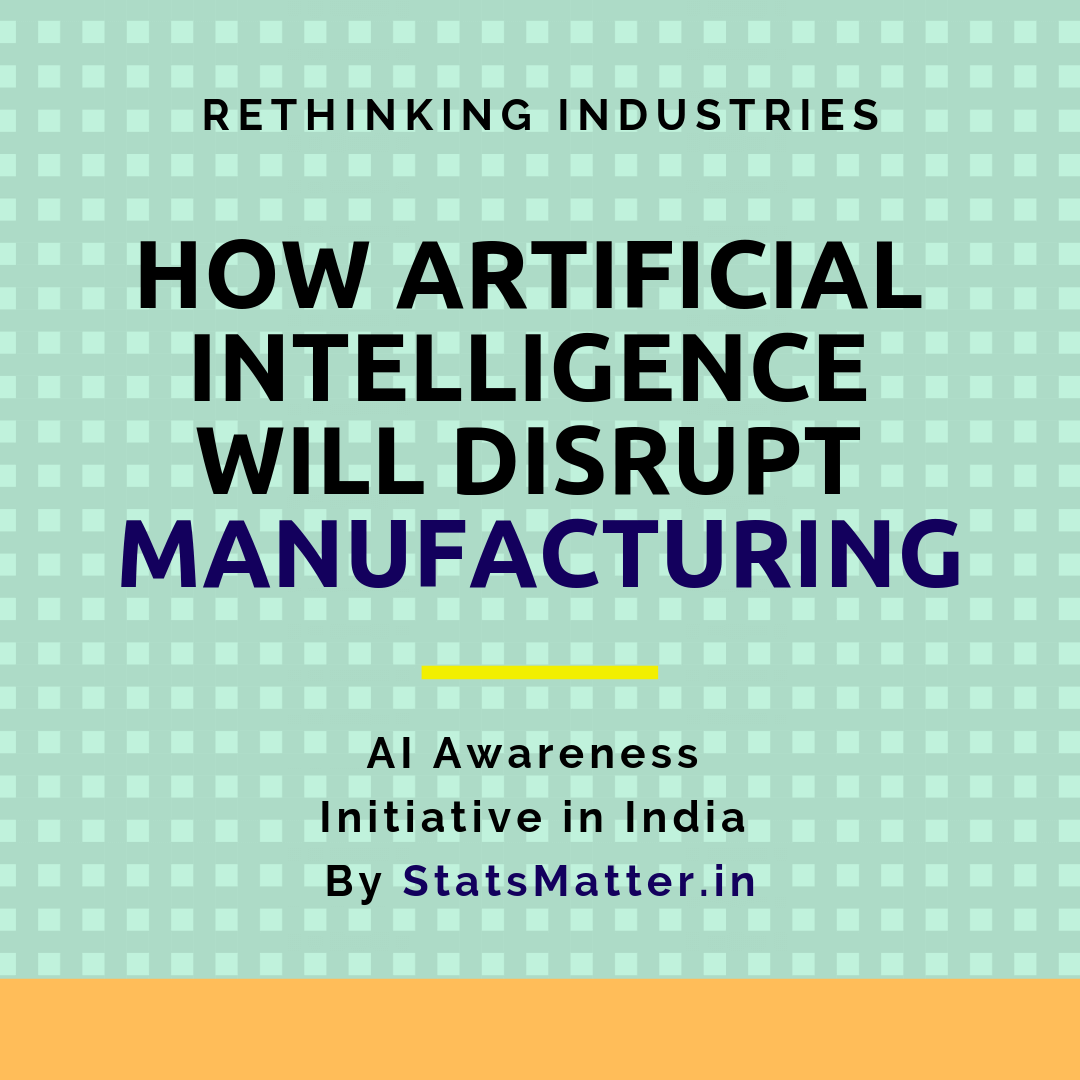 RETHINKING INDUSTRIES
HOW ARTIFICIAL
INTELLIGENCE
WILL DISRUPT
MANUFACTURING
AI Awareness
Initiative in India
By StatsMatter.in